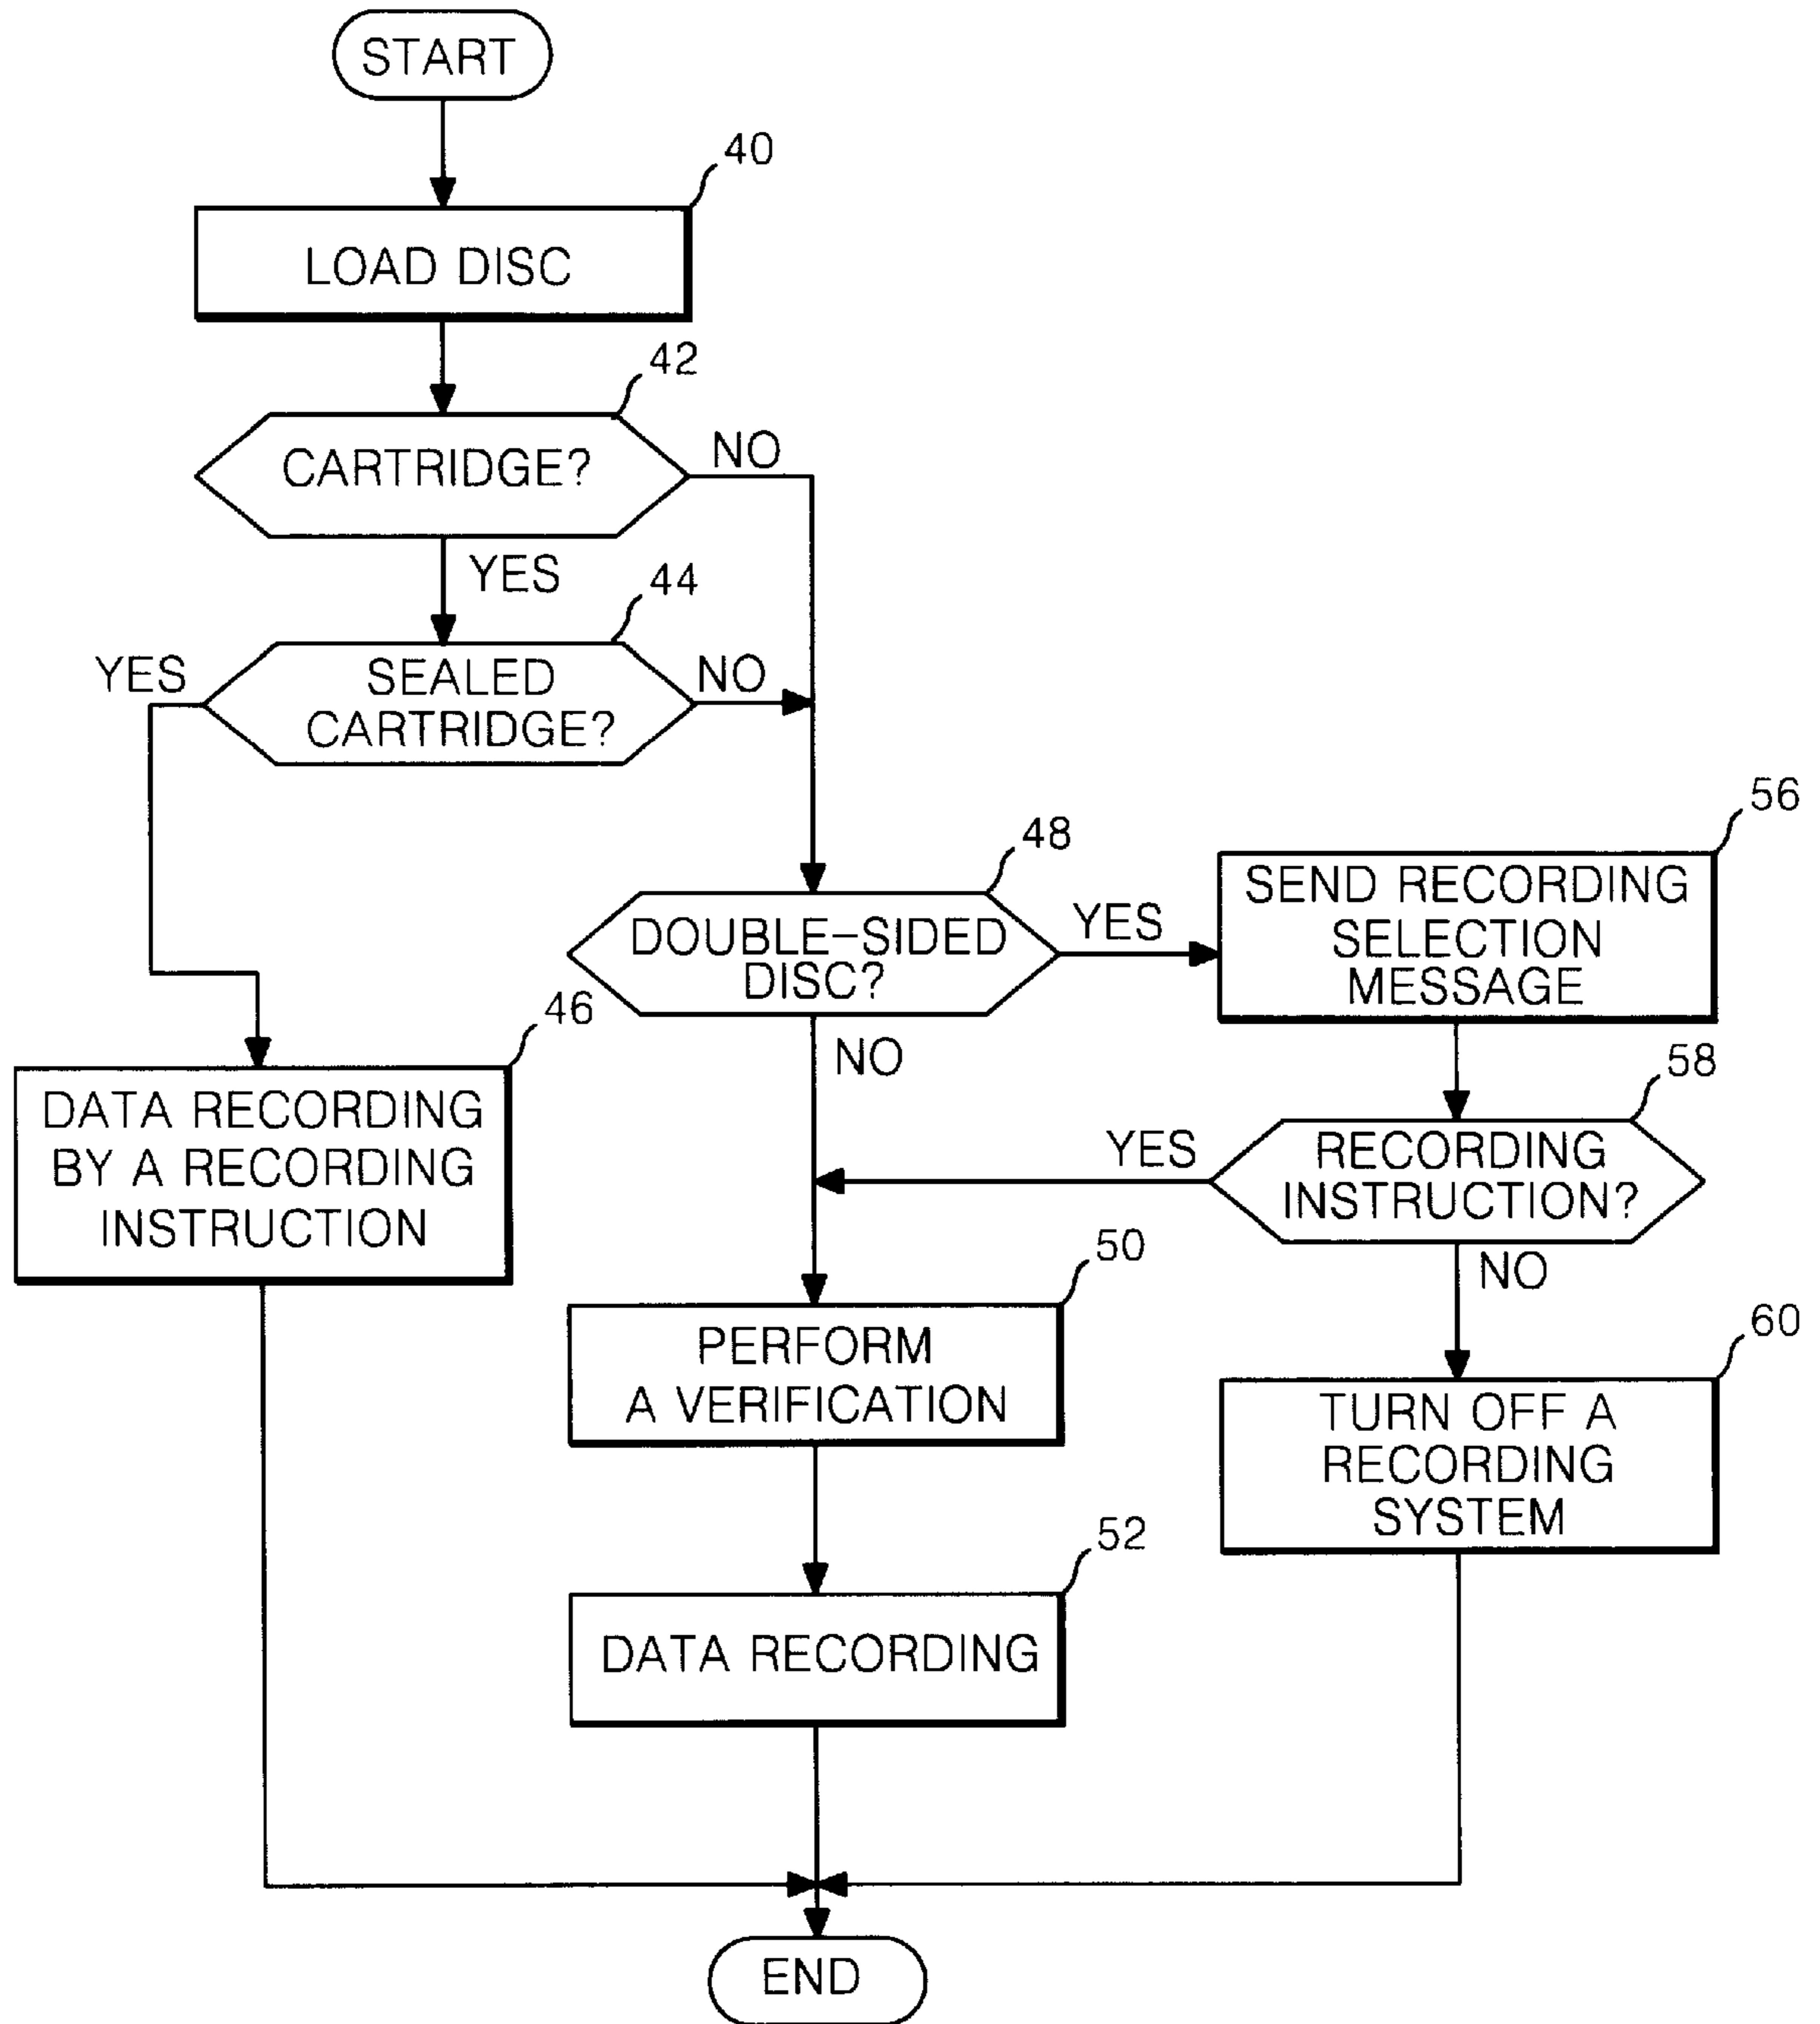 START
40
LOAD DISC
42
CARTRIDGE?
NO
YES
44
YES
SEALED
CARTRIDGE?
NO
48
DOUBLE-SIDED
DISC?
YES
56
SEND RECORDING
SELECTION
MESSAGE
46
DATA RECORDING
BY A RECORDING
INSTRUCTION
NO
58
YES
RECORDING
INSTRUCTION?
NO
50
PERFORM
A VERIFICATION
60
TURN OFF A
RECORDING
SYSTEM
52
DATA RECORDING
END